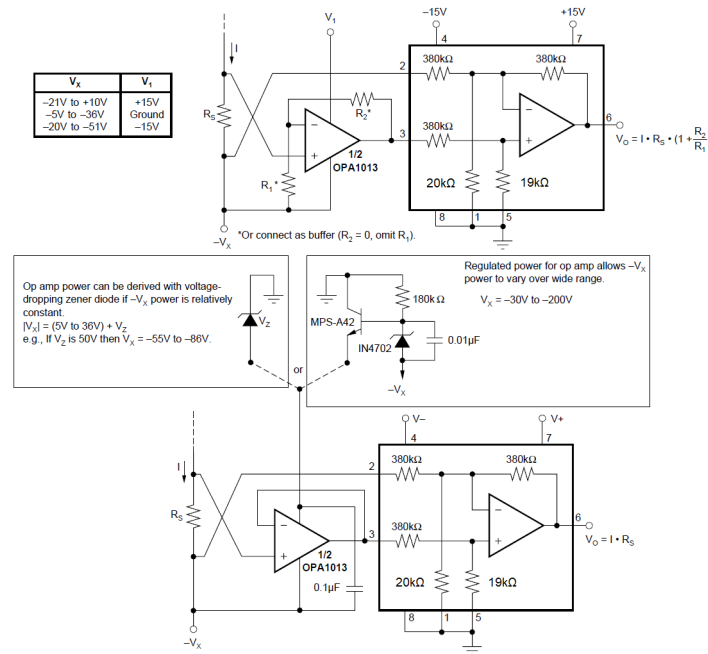 V1
–15V
+15V
4
7
I
380kΩ
380kΩ
2
VX V1
–21V to +10V +15V
–5V to –36V Ground
–20V to –51V –15V
RS
R2*
–
+
380kΩ
3
–
+
6
VO = I • RS • (1 + R2/R1)
1/2
OPA1013
R1*
20kΩ
19kΩ
8
1
5
–VX
*Or connect as buffer (R2 = 0, omit R1).
Op amp power can be derived with voltage-
dropping zener diode if –VX power is relatively
constant.
|VX| = (5V to 36V) + VZ
e.g., If VZ is 50V then VX = –55V to –86V.
VZ
or
Regulated power for op amp allows –VX
power to vary over wide range.
VX = –30V to –200V
180kΩ
MPS-A42
IN4702
0.01µF
–VX
V–
V+
4
7
I
380kΩ
380kΩ
2
RS
–
+
380kΩ
3
–
+
6
VO = I • RS
1/2
OPA1013
0.1µF
20kΩ
19kΩ
8
1
5
–VX